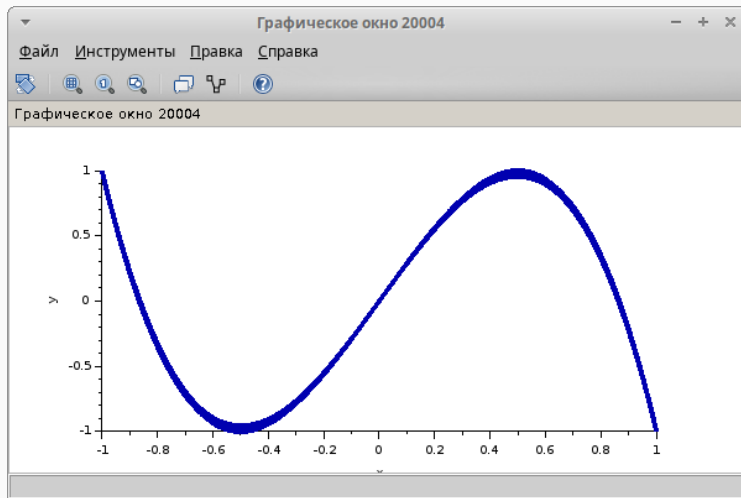 Графическое окно 20004
Файл Инструменты Правка Справка
Графическое окно 20004
1
0.5
y
0
-0.5
-1
-1 -0.8 -0.6 -0.4 -0.2 0 0.2 0.4 0.6 0.8 1